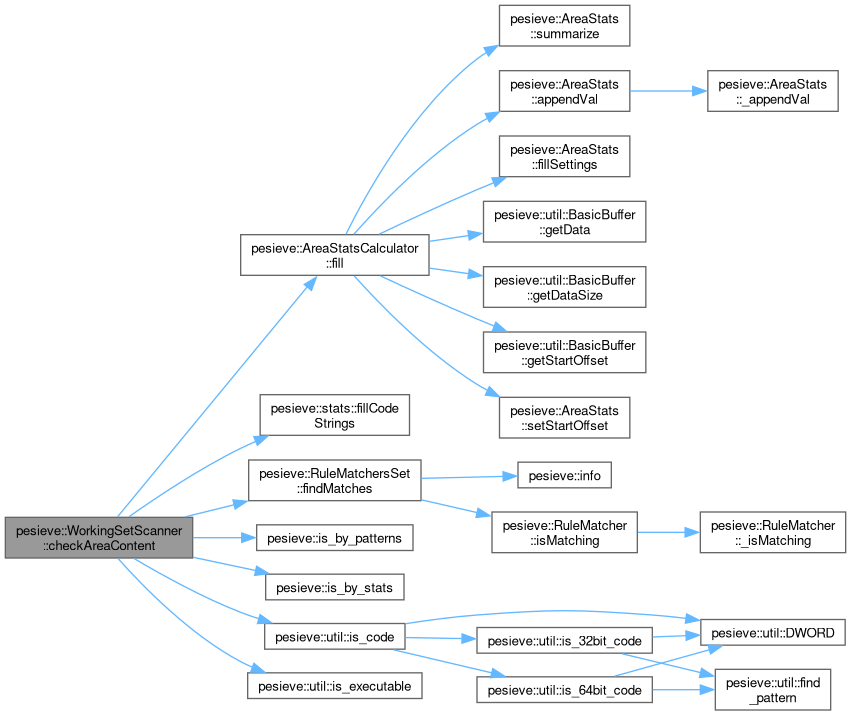 pesieve::AreaStats
::summarize
pesieve::AreaStats
::appendVal
pesieve::AreaStats
::_appendVal
pesieve::AreaStats
::fillSettings
pesieve::util::BasicBuffer
::getData
pesieve::AreaStatsCalculator
::fill
pesieve::util::BasicBuffer
::getDataSize
pesieve::util::BasicBuffer
::getStartOffset
pesieve::stats::fillCode
Strings
pesieve::AreaStats
::setStartOffset
pesieve::RuleMatchersSet
::findMatches
pesieve::info
pesieve::WorkingSetScanner
::checkAreaContent
pesieve::is_by_patterns
pesieve::RuleMatcher
::isMatching
pesieve::RuleMatcher
::_isMatching
pesieve::is_by_stats
pesieve::util::is_code
pesieve::util::is_32bit_code
pesieve::util::DWORD
pesieve::util::is_executable
pesieve::util::is_64bit_code
pesieve::util::find
_pattern